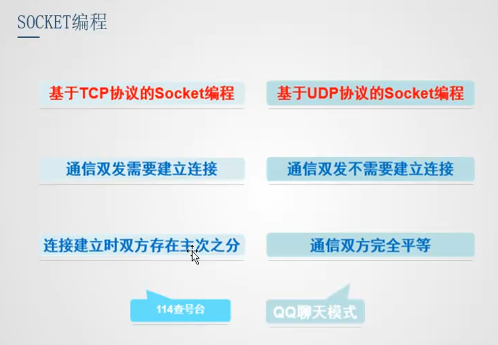 SOCKET编程
基于TCP协议的Socket编程
基于UDP协议的Socket编程
通信双发需要建立连接
通信双发不需要建立连接
连接建立时双方存在主次之分
通信双方完全平等
114查号台
QQ聊天模式